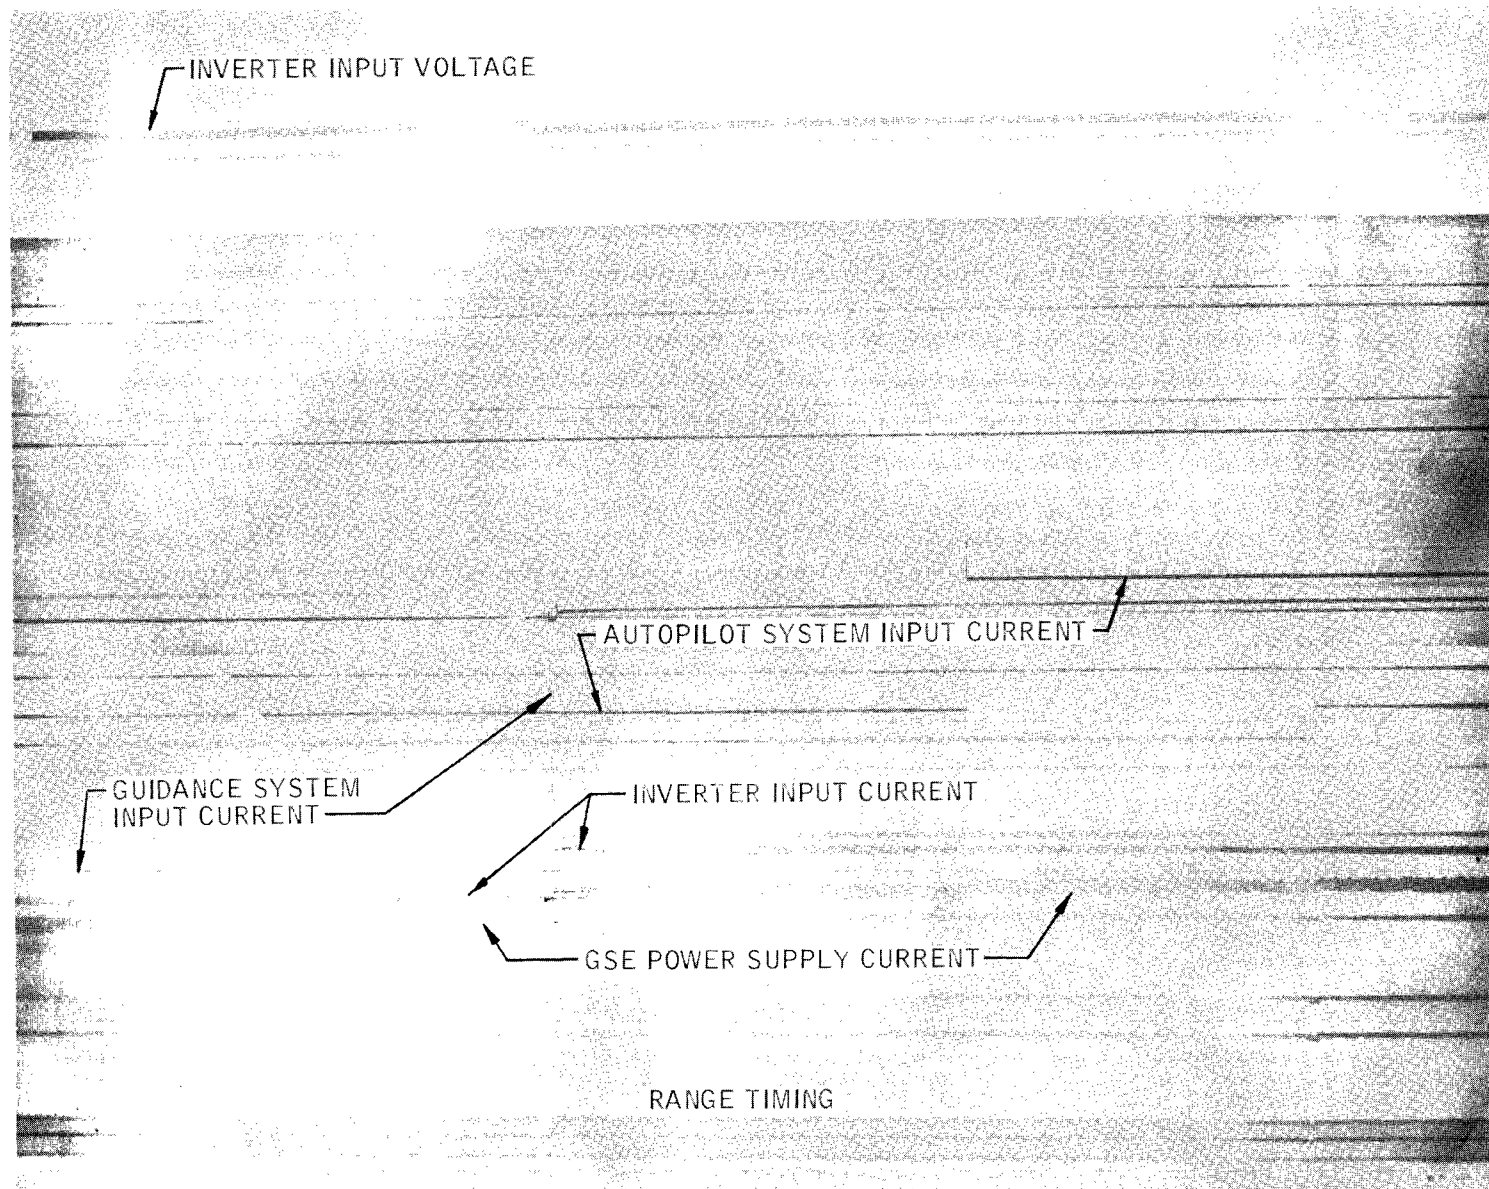 INVERTER INPUT VOLTAGE
AUTOPILOT SYSTEM INPUT CURRENT
GUIDANCE SYSTEM
INPUT CURRENT
INVERTER INPUT CURRENT
GSE POWER SUPPLY CURRENT
RANGE TIMING